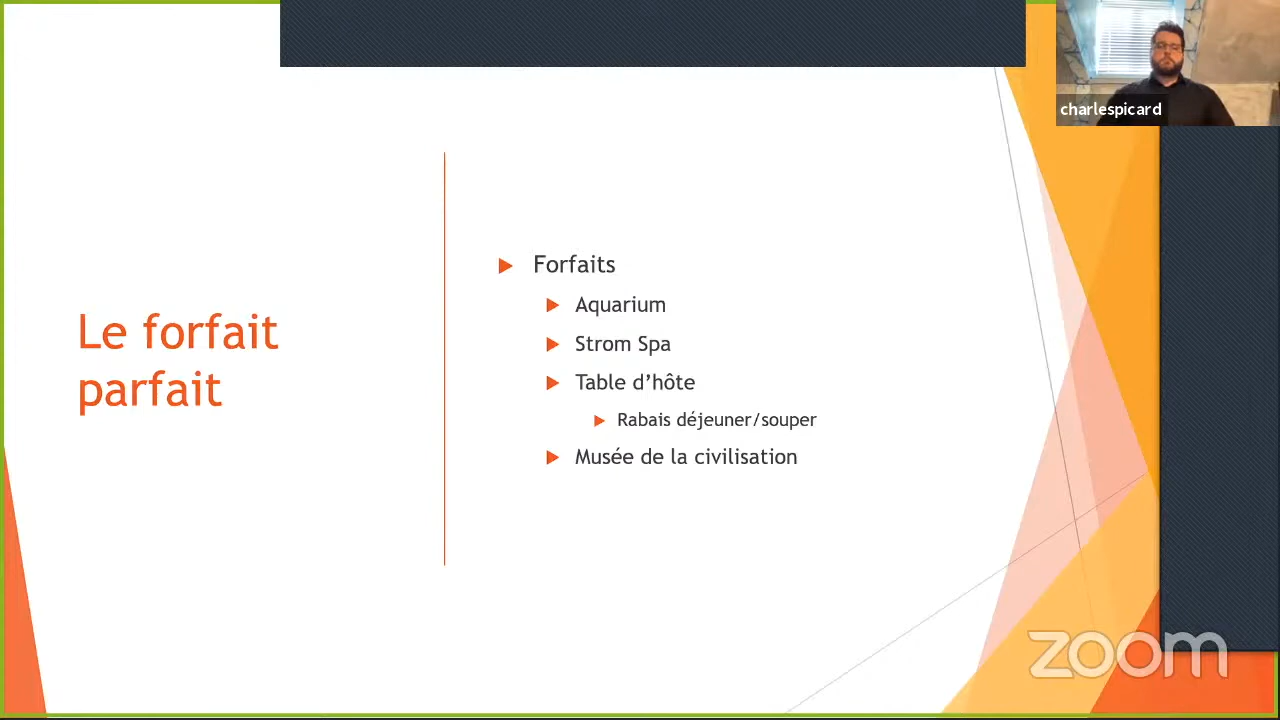 charlespicard
Le forfait
parfait
Forfaits
Aquarium
Strom Spa
Table d’hôte
Rabais déjeuner/souper
Musée de la civilisation
zoom